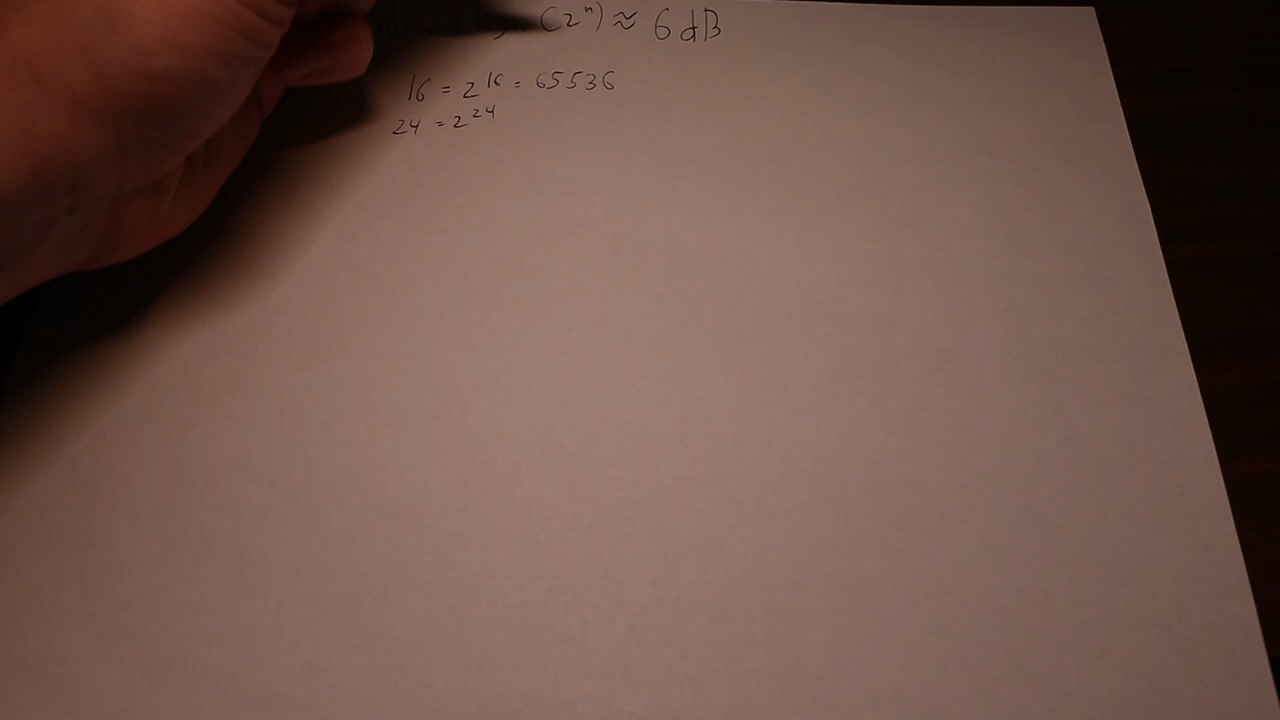 (2ⁿ) ≈ 6 dB
16 = 2¹⁶ = 65536
24 = 2²⁴